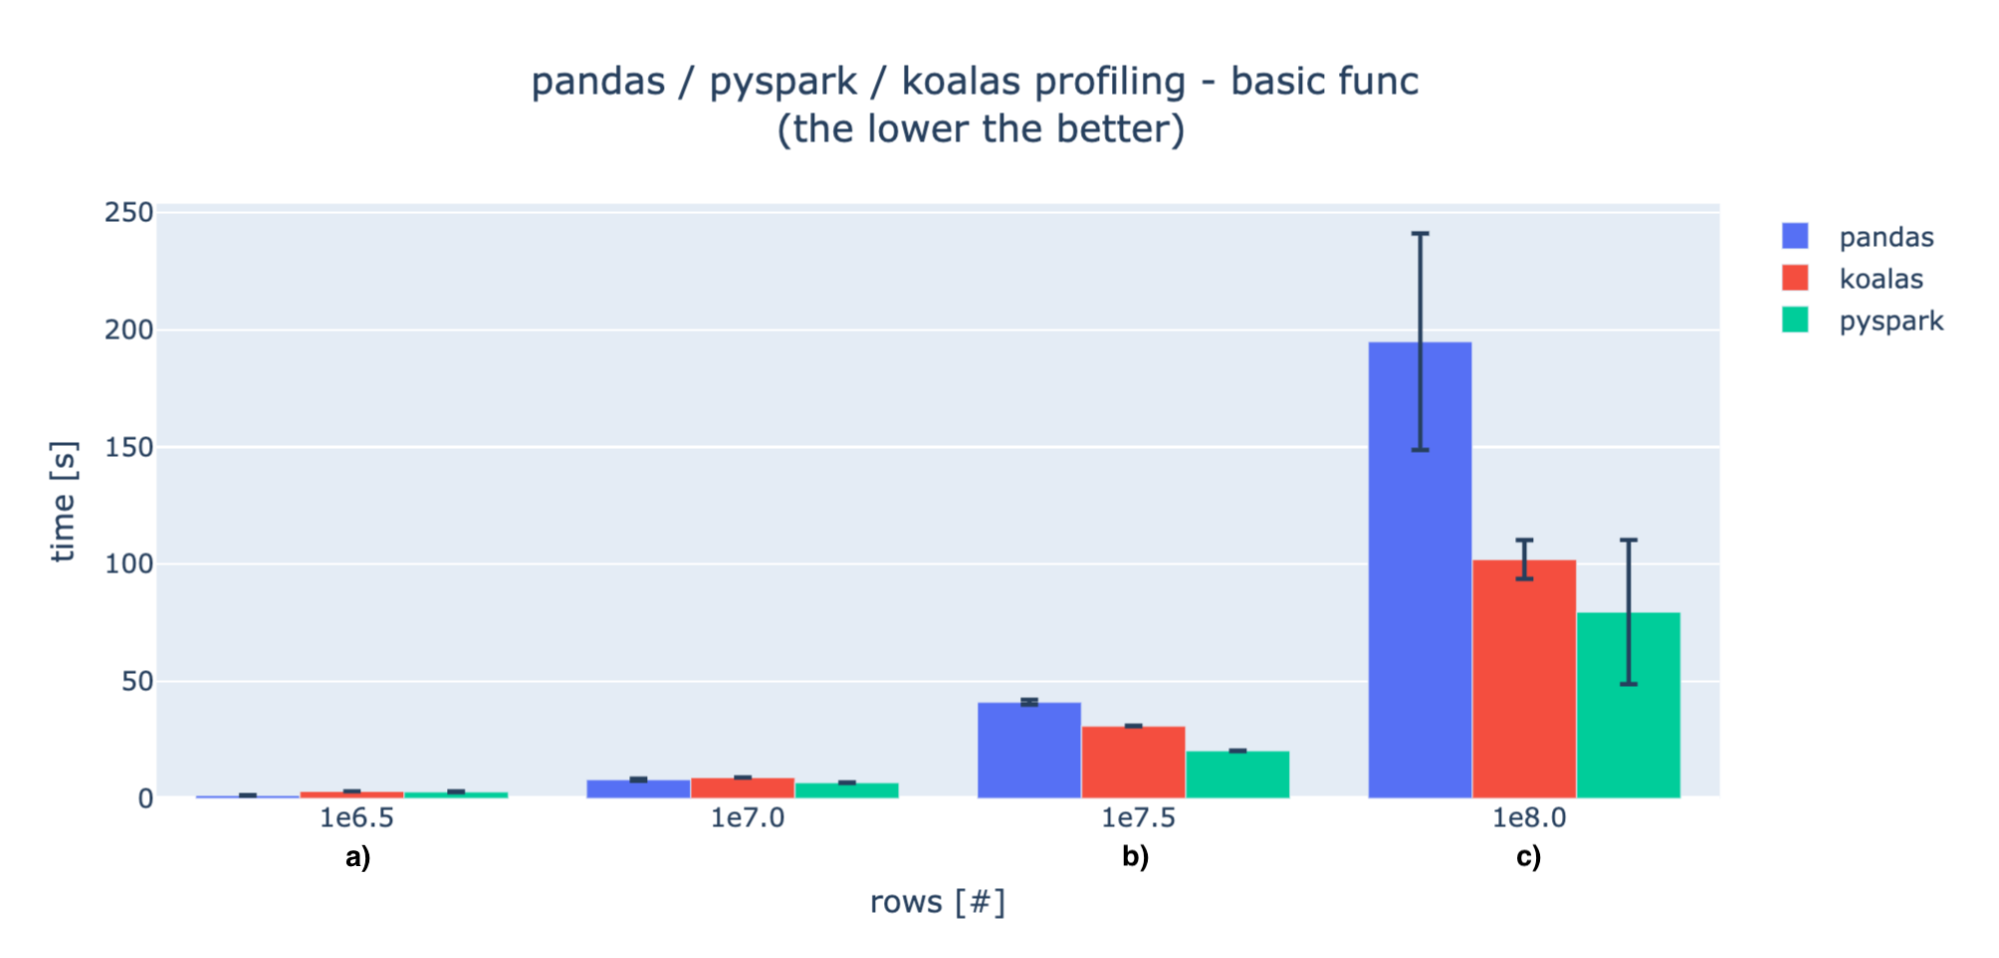 pandas / pyspark / koalas profiling - basic func
(the lower the better)
250
200
150
100
50
0
time [s]
1e6.5
1e7.0
1e7.5
1e8.0
a)
b)
c)
rows [#]
pandas
koalas
pyspark